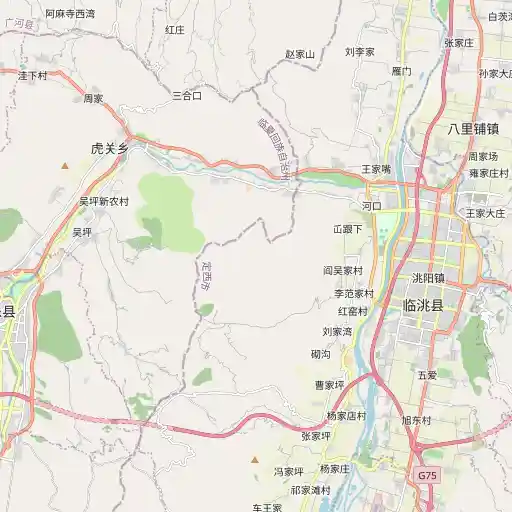 阿麻寺西湾
广河县
红庄
赵家山
刘李家
张家庄
白茨湾
雁门
孙家大庄
洼下村
周家
三合口
八里铺镇
临夏回族自治州
虎关乡
周家场
王家嘴
雍家庄村
吴坪新农村
河口
王家大庄
吴坪
山跟下
阎吴家村
定西市
洮阳镇
李范家村
临洮县
红窑村
县
刘家湾
砌沟
五爱
曹家坪
杨家店村
旭东村
张家坪
冯家坪
杨家庄
G75
祁家滩村
车王家